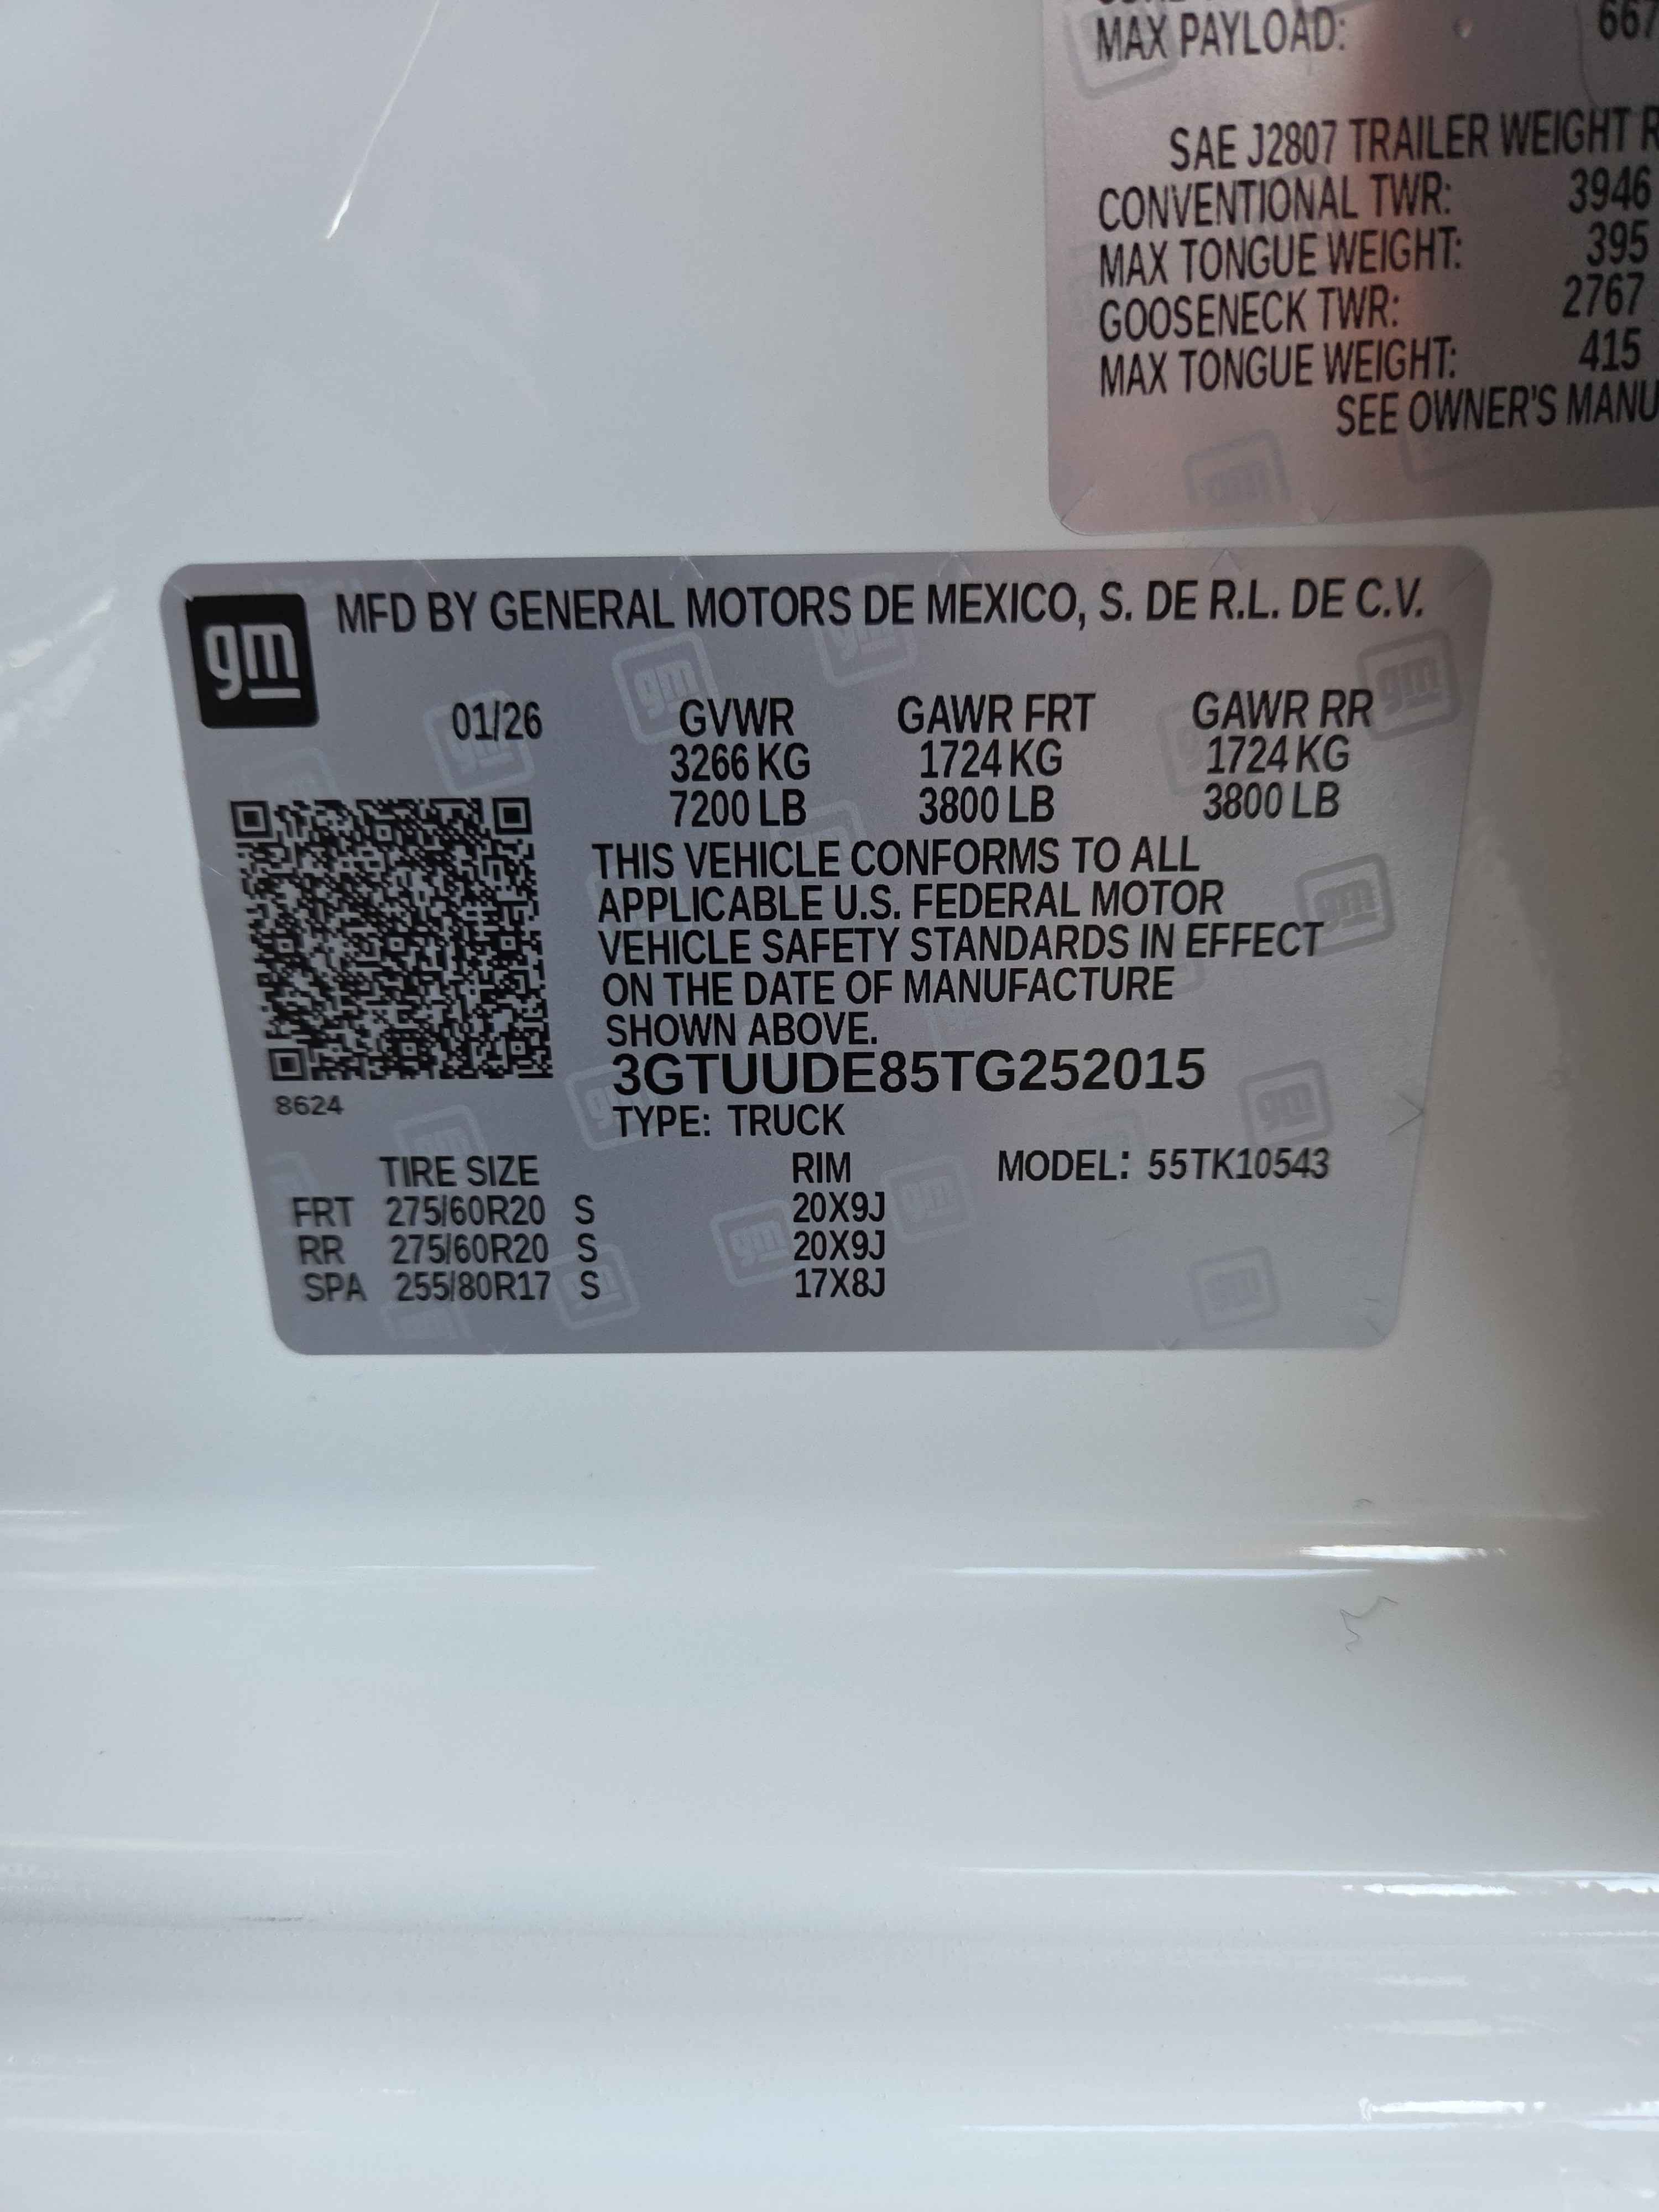 MAX PAYLOAD: 667
SAE J2807 TRAILER WEIGHT R
CONVENTIONAL TWR: 3946
MAX TONGUE WEIGHT: 395
GOOSENECK TWR: 2767
MAX TONGUE WEIGHT: 415
SEE OWNER'S MANU
gm
MFD BY GENERAL MOTORS DE MEXICO, S. DE R.L. DE C.V.
01/26 GVWR GAWR FRT GAWR RR
3266 KG 1724 KG 1724 KG
7200 LB 3800 LB 3800 LB
THIS VEHICLE CONFORMS TO ALL
APPLICABLE U.S. FEDERAL MOTOR
VEHICLE SAFETY STANDARDS IN EFFECT
ON THE DATE OF MANUFACTURE
SHOWN ABOVE.
3GTUUDE85TG252015
8624
TYPE: TRUCK
TIRE SIZE RIM MODEL: 55TK10543
FRT 275/60R20 S 20X9J
RR 275/60R20 S 20X9J
SPA 255/80R17 S 17X8J